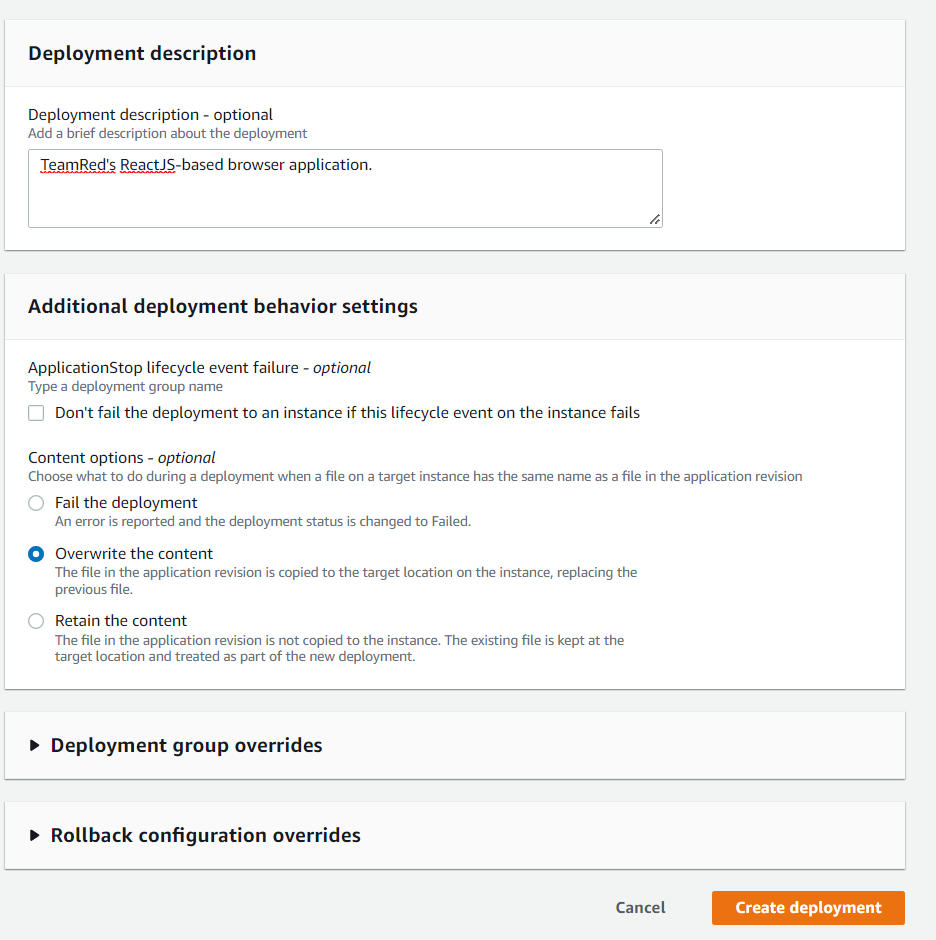 Deployment description
Deployment description - optional
Add a brief description about the deployment
TeamRed's ReactJS-based browser application.
Additional deployment behavior settings
ApplicationStop lifecycle event failure - optional
Type a deployment group name
Don't fail the deployment to an instance if this lifecycle event on the instance fails
Content options - optional
Choose what to do during a deployment when a file on a target instance has the same name as a file in the application revision
Fail the deployment
An error is reported and the deployment status is changed to Failed.
Overwrite the content
The file in the application revision is copied to the target location on the instance, replacing the
previous file.
Retain the content
The file in the application revision is not copied to the instance. The existing file is kept at the
target location and treated as part of the new deployment.
Deployment group overrides
Rollback configuration overrides
Cancel
Create deployment